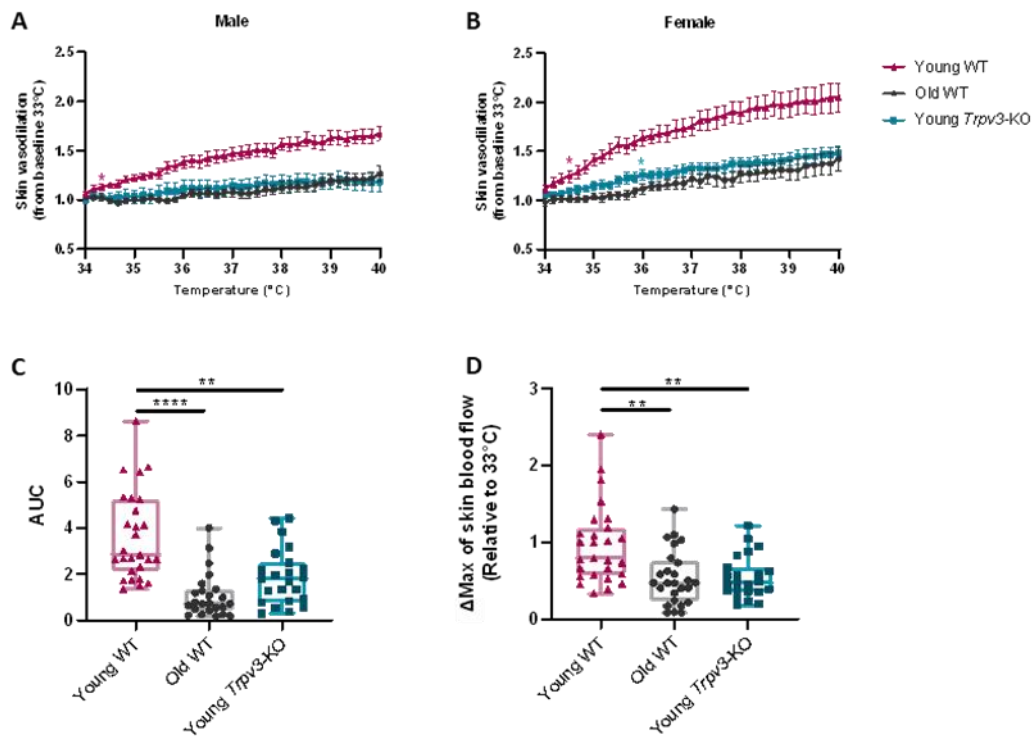 A
Male
2.5
2.0
1.5
1.0
0.5
34 35 36 37 38 39 40
Temperature (°C)
Skin vasodilation
(from baseline 33°C)
*
B
Female
2.5
2.0
1.5
1.0
0.5
34 35 36 37 38 39 40
Temperature (°C)
Skin vasodilation
(from baseline 33°C)
* *
Young WT
Old WT
Young Trpv3-KO
C
10
8
6
4
2
0
AUC
**
****
Young WT
Old WT
Young Trpv3-KO
D
3
2
1
0
ΔMax of skin blood flow
(Relative to 33°C)
**
**
Young WT
Old WT
Young Trpv3-KO